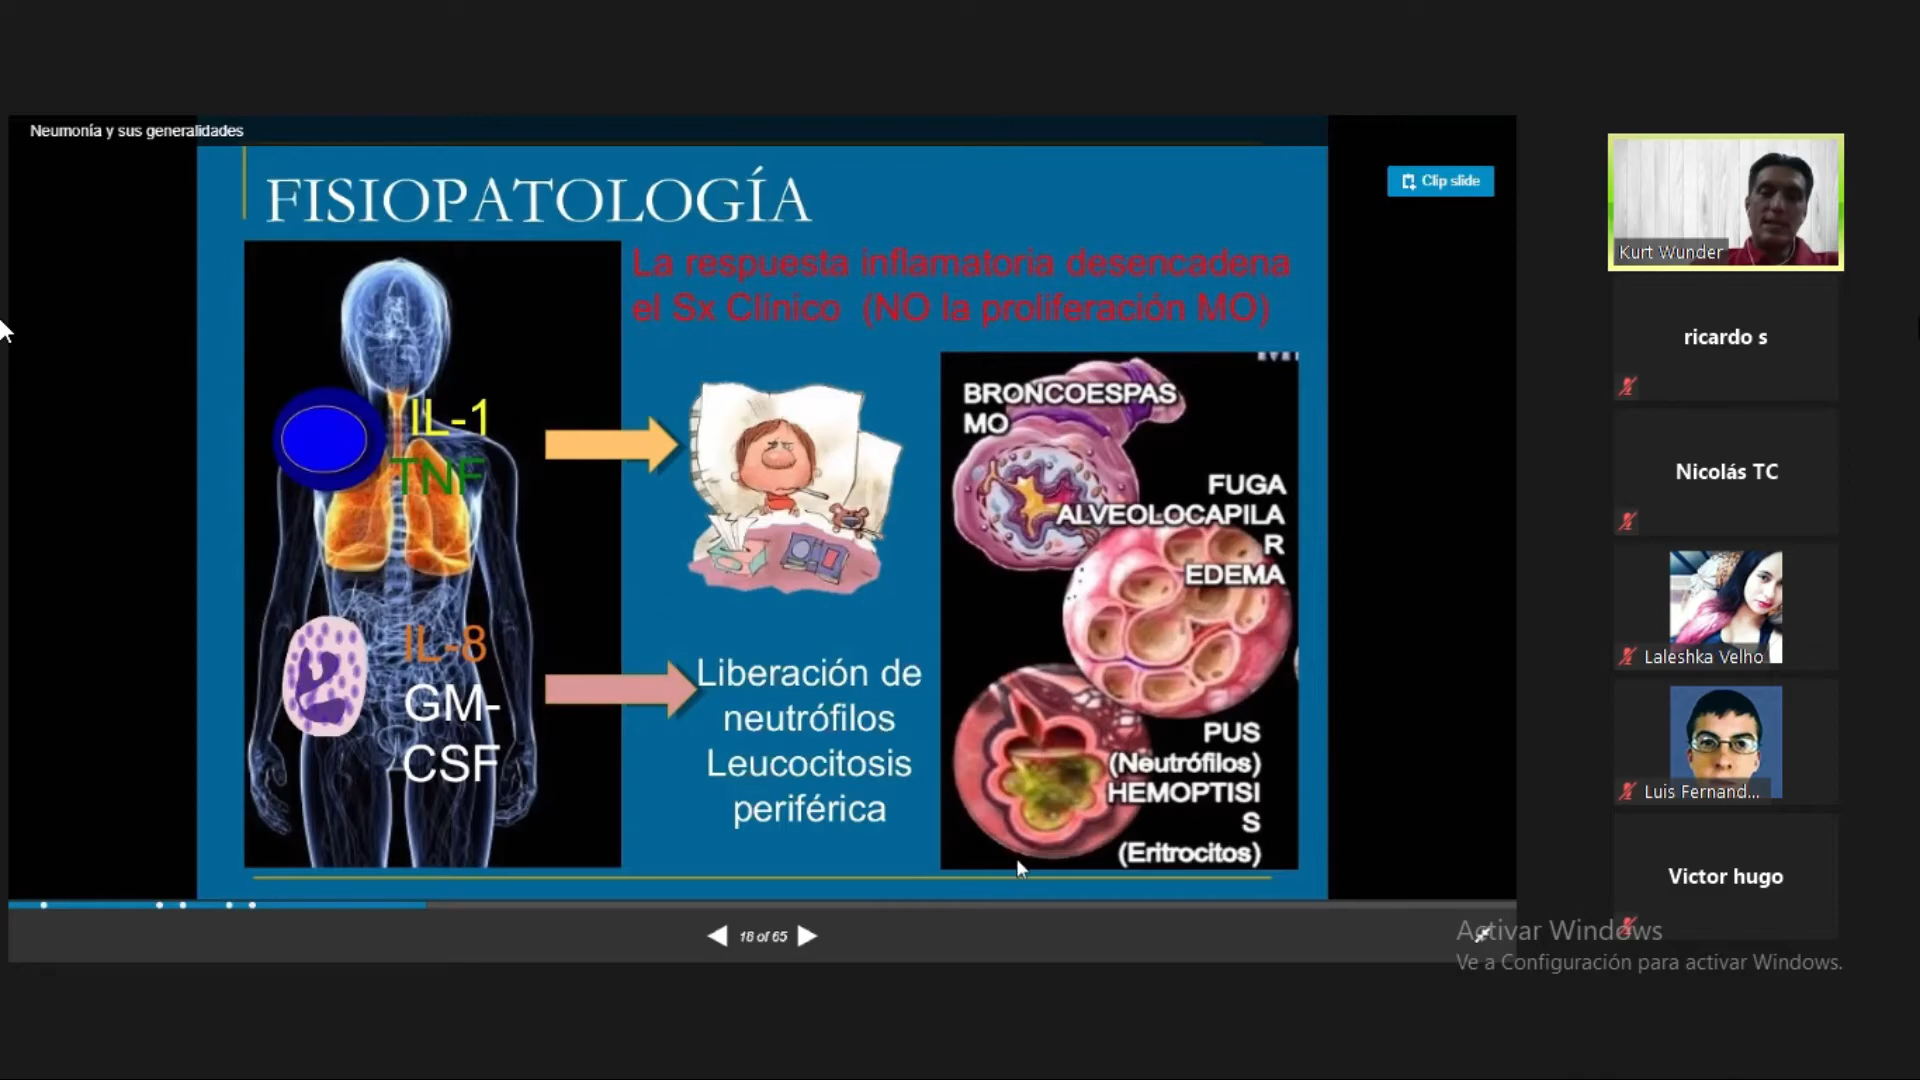 Neumonía y sus generalidades
FISIOPATOLOGÍA
Clip slide
La respuesta inflamatoria desencadena
el Sx Clínico (NO la proliferación MO)
IL-1
TNF
IL-8
GM-
CSF
Liberación de
neutrófilos
Leucocitosis
periférica
BRONCOESPAS
MO
FUGA
ALVEOLOCAPILA
R
EDEMA
PUS
(Neutrófilos)
HEMOPTISI
S
(Eritrocitos)
18 of 65
Kurt Wunder
ricardo s
Nicolás TC
Laleshka Velho
Luis Fernand...
Victor hugo
Activar Windows
Ve a Configuración para activar Windows.